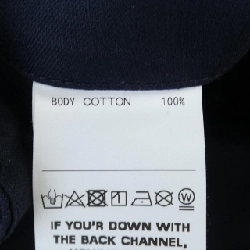 BODY COTTON 100%
W
IF YOU'R DOWN WITH
THE BACK CHANNEL,